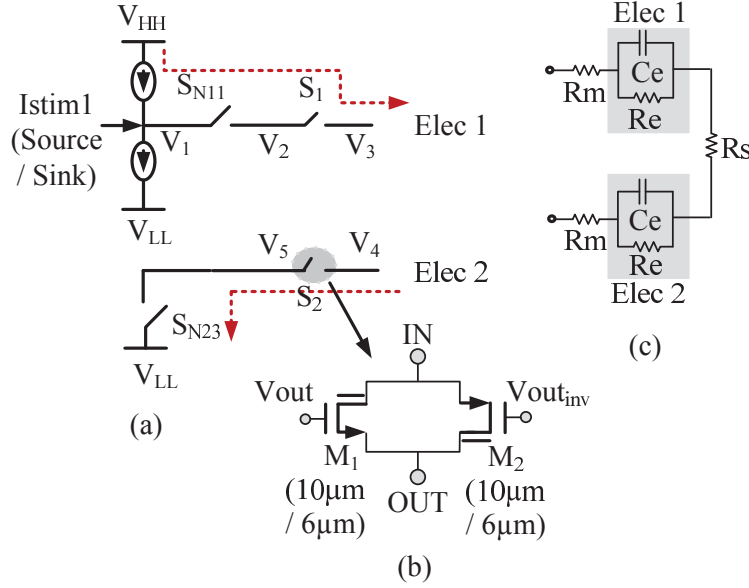 V_HH
S_N11
S_1
Istim1
(Source
/ Sink)
V_1
V_2
V_3
Elec 1
V_LL
V_5
V_4
S_2
Elec 2
S_N23
V_LL
(a)
IN
Vout
Vout_inv
M_1
M_2
(10μm
/ 6μm)
(10μm
/ 6μm)
OUT
(b)
Elec 1
Ce
Rm
Re
Rs
Ce
Rm
Re
Elec 2
(c)